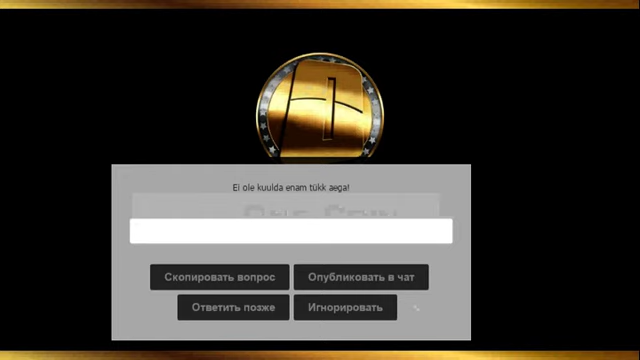 Ei ole kuulda enam tükk aega!
Скопировать вопрос Опубликовать в чат
Ответить позже Игнорировать